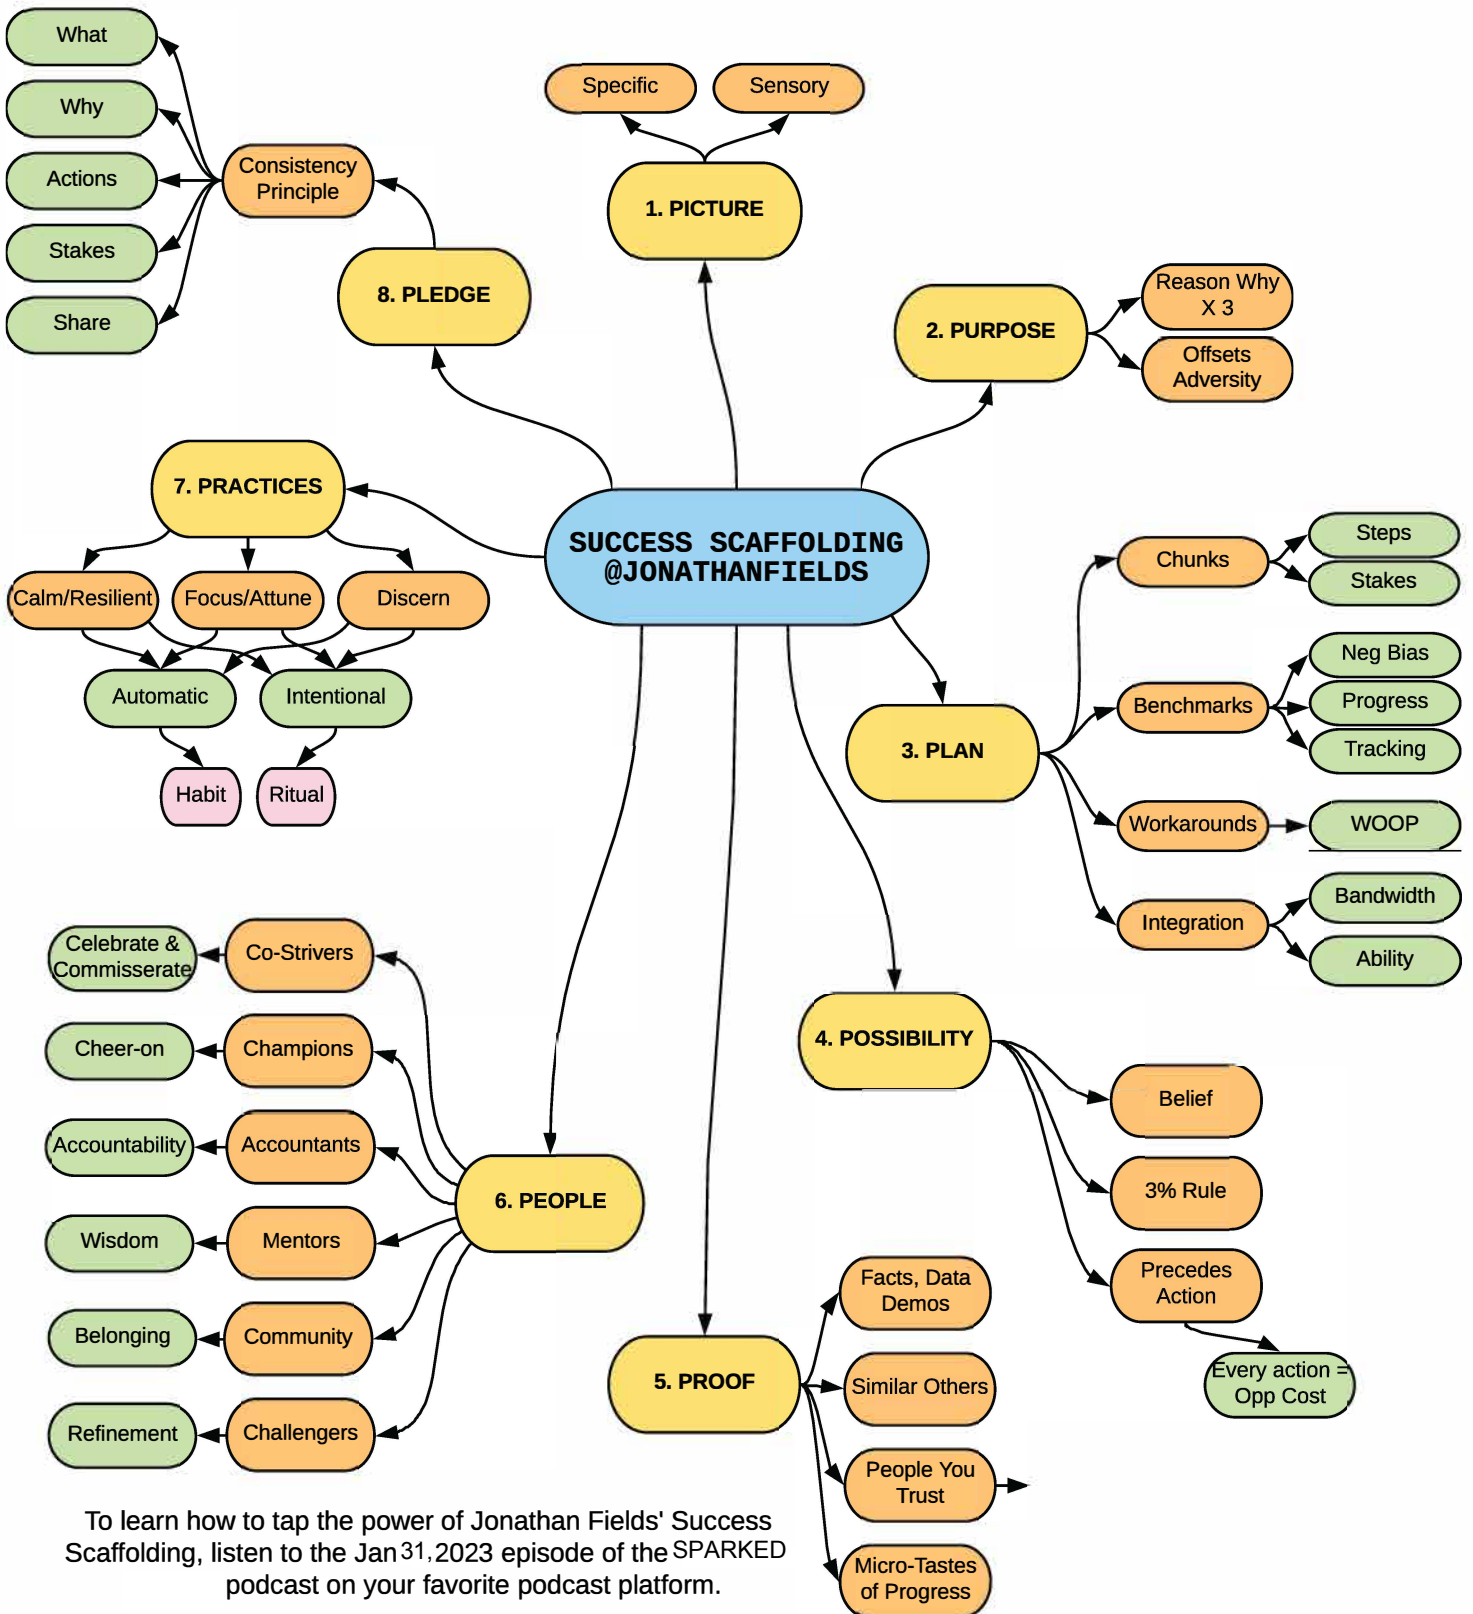 What
Why
Actions
Stakes
Share
Consistency
Principle
8. PLEDGE
Specific
Sensory
1. PICTURE
2. PURPOSE
Reason Why
X 3
Offsets
Adversity
SUCCESS SCAFFOLDING
@JONATHANFIELDS
7. PRACTICES
Calm/Resilient
Focus/Attune
Discern
Automatic
Intentional
Habit
Ritual
3. PLAN
Chunks
Steps
Stakes
Benchmarks
Neg Bias
Progress
Tracking
Workarounds
WOOP
Integration
Bandwidth
Ability
4. POSSIBILITY
Belief
3% Rule
Precedes
Action
Every action =
Opp Cost
5. PROOF
Facts, Data
Demos
Similar Others
People You
Trust
Micro-Tastes
of Progress
6. PEOPLE
Co-Strivers
Celebrate &
Commisserate
Champions
Cheer-on
Accountants
Accountability
Mentors
Wisdom
Community
Belonging
Challengers
Refinement
To learn how to tap the power of Jonathan Fields' Success
Scaffolding, listen to the Jan 31, 2023 episode of the SPARKED
podcast on your favorite podcast platform.